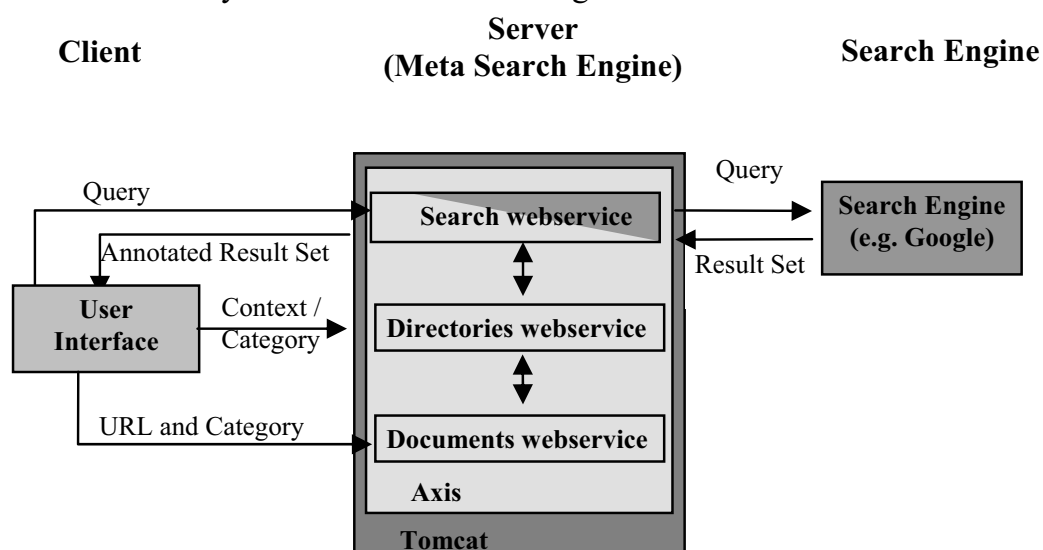 Client
Server
(Meta Search Engine)
Search Engine
Query
Query
Search webservice
Search Engine
(e.g. Google)
Annotated Result Set
Result Set
User
Interface
Context /
Category
Directories webservice
URL and Category
Documents webservice
Axis
Tomcat